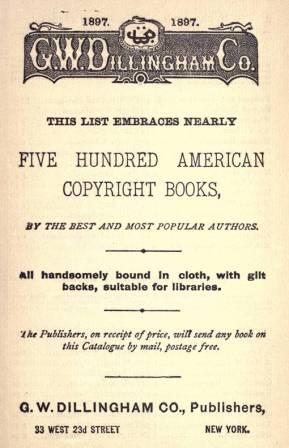 1897. 1897.
G.W. DILLINGHAM CO.
THIS LIST EMBRACES NEARLY
FIVE HUNDRED AMERICAN
COPYRIGHT BOOKS,
BY THE BEST AND MOST POPULAR AUTHORS.
All handsomely bound in cloth, with gilt
backs, suitable for libraries.
The Publishers, on receipt of price, will send any book on
this Catalogue by mail, postage free.
G. W. DILLINGHAM CO., Publishers,
33 WEST 23d STREET NEW YORK.